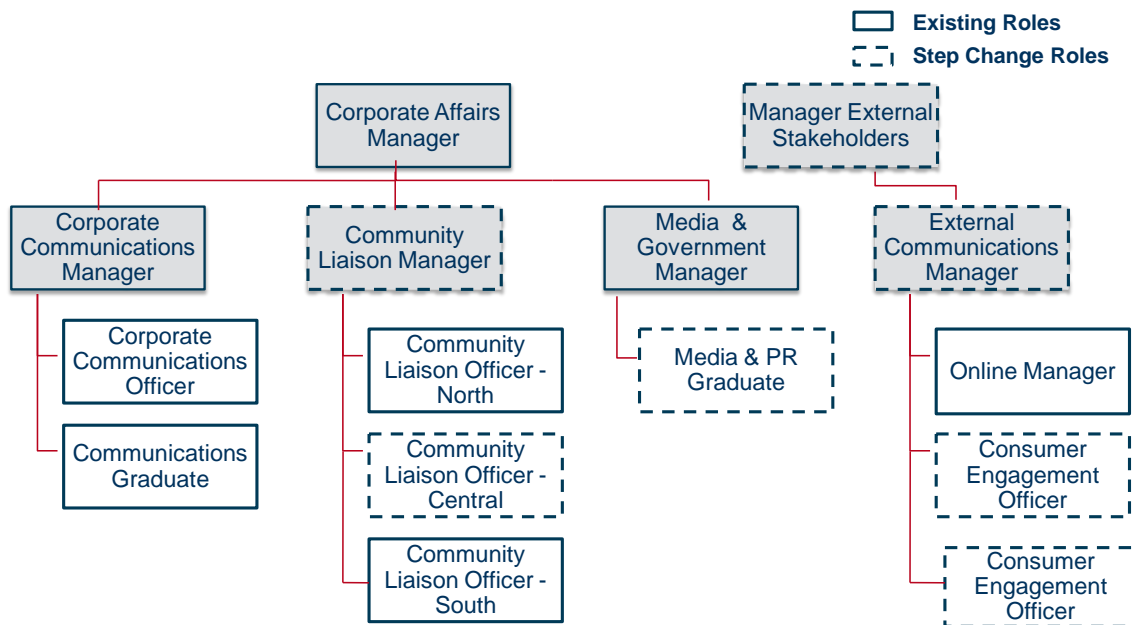 Existing Roles
Step Change Roles
Corporate Affairs
Manager
Manager External
Stakeholders
Corporate
Communications
Manager
Community
Liaison Manager
Media & 
Government
Manager
External
Communications
Manager
Corporate
Communications
Officer
Communications
Graduate
Community
Liaison Officer -
North
Community
Liaison Officer -
Central
Community
Liaison Officer -
South
Media & PR
Graduate
Online Manager
Consumer
Engagement
Officer
Consumer
Engagement
Officer